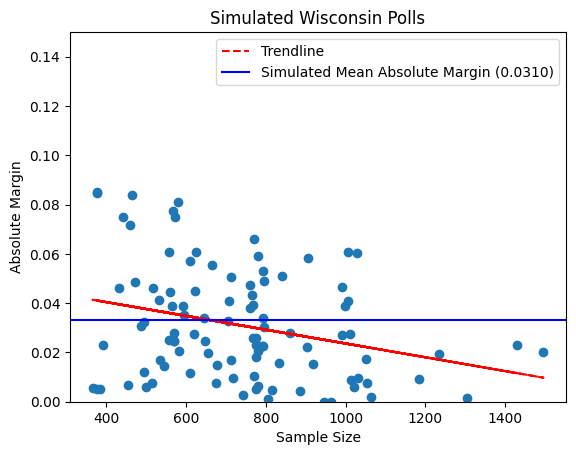 Simulated Wisconsin Polls
Trendline
Simulated Mean Absolute Margin (0.0310)
0.14
0.12
0.10
0.08
0.06
0.04
0.02
0.00
Absolute Margin
400 600 800 1000 1200 1400
Sample Size